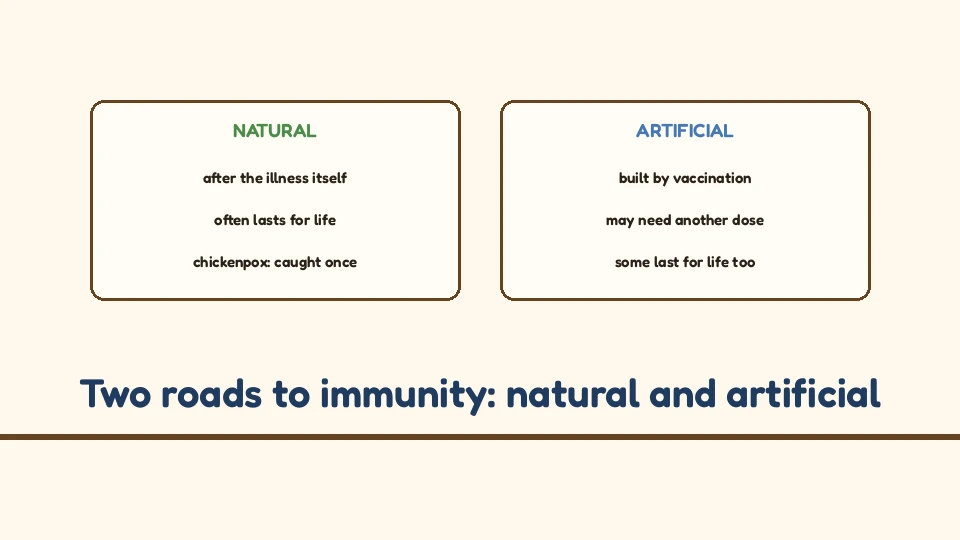 NATURAL
after the illness itself
often lasts for life
chickenpox: caught once
ARTIFICIAL
built by vaccination
may need another dose
some last for life too
Two roads to immunity: natural and artificial